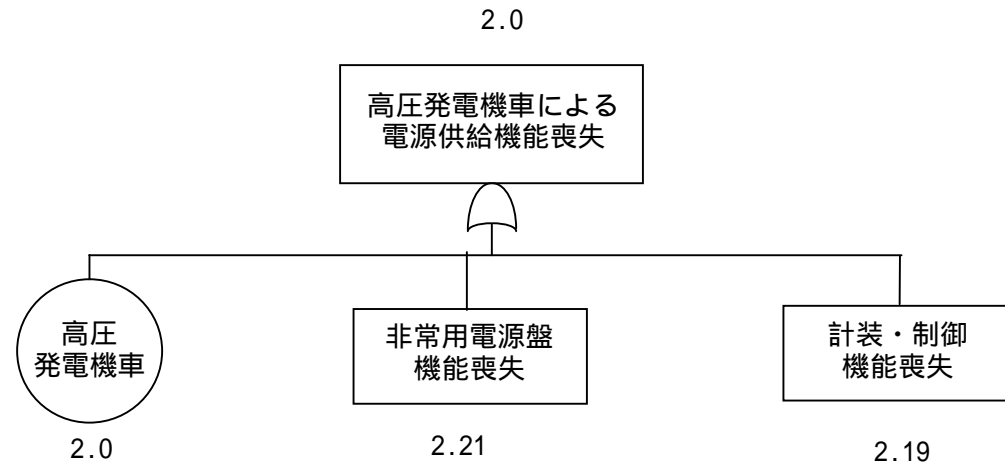 2.0
高圧発電機車による
電源供給機能喪失
高圧
発電機車
2.0
非常用電源盤
機能喪失
2.21
計装・制御
機能喪失
2.19